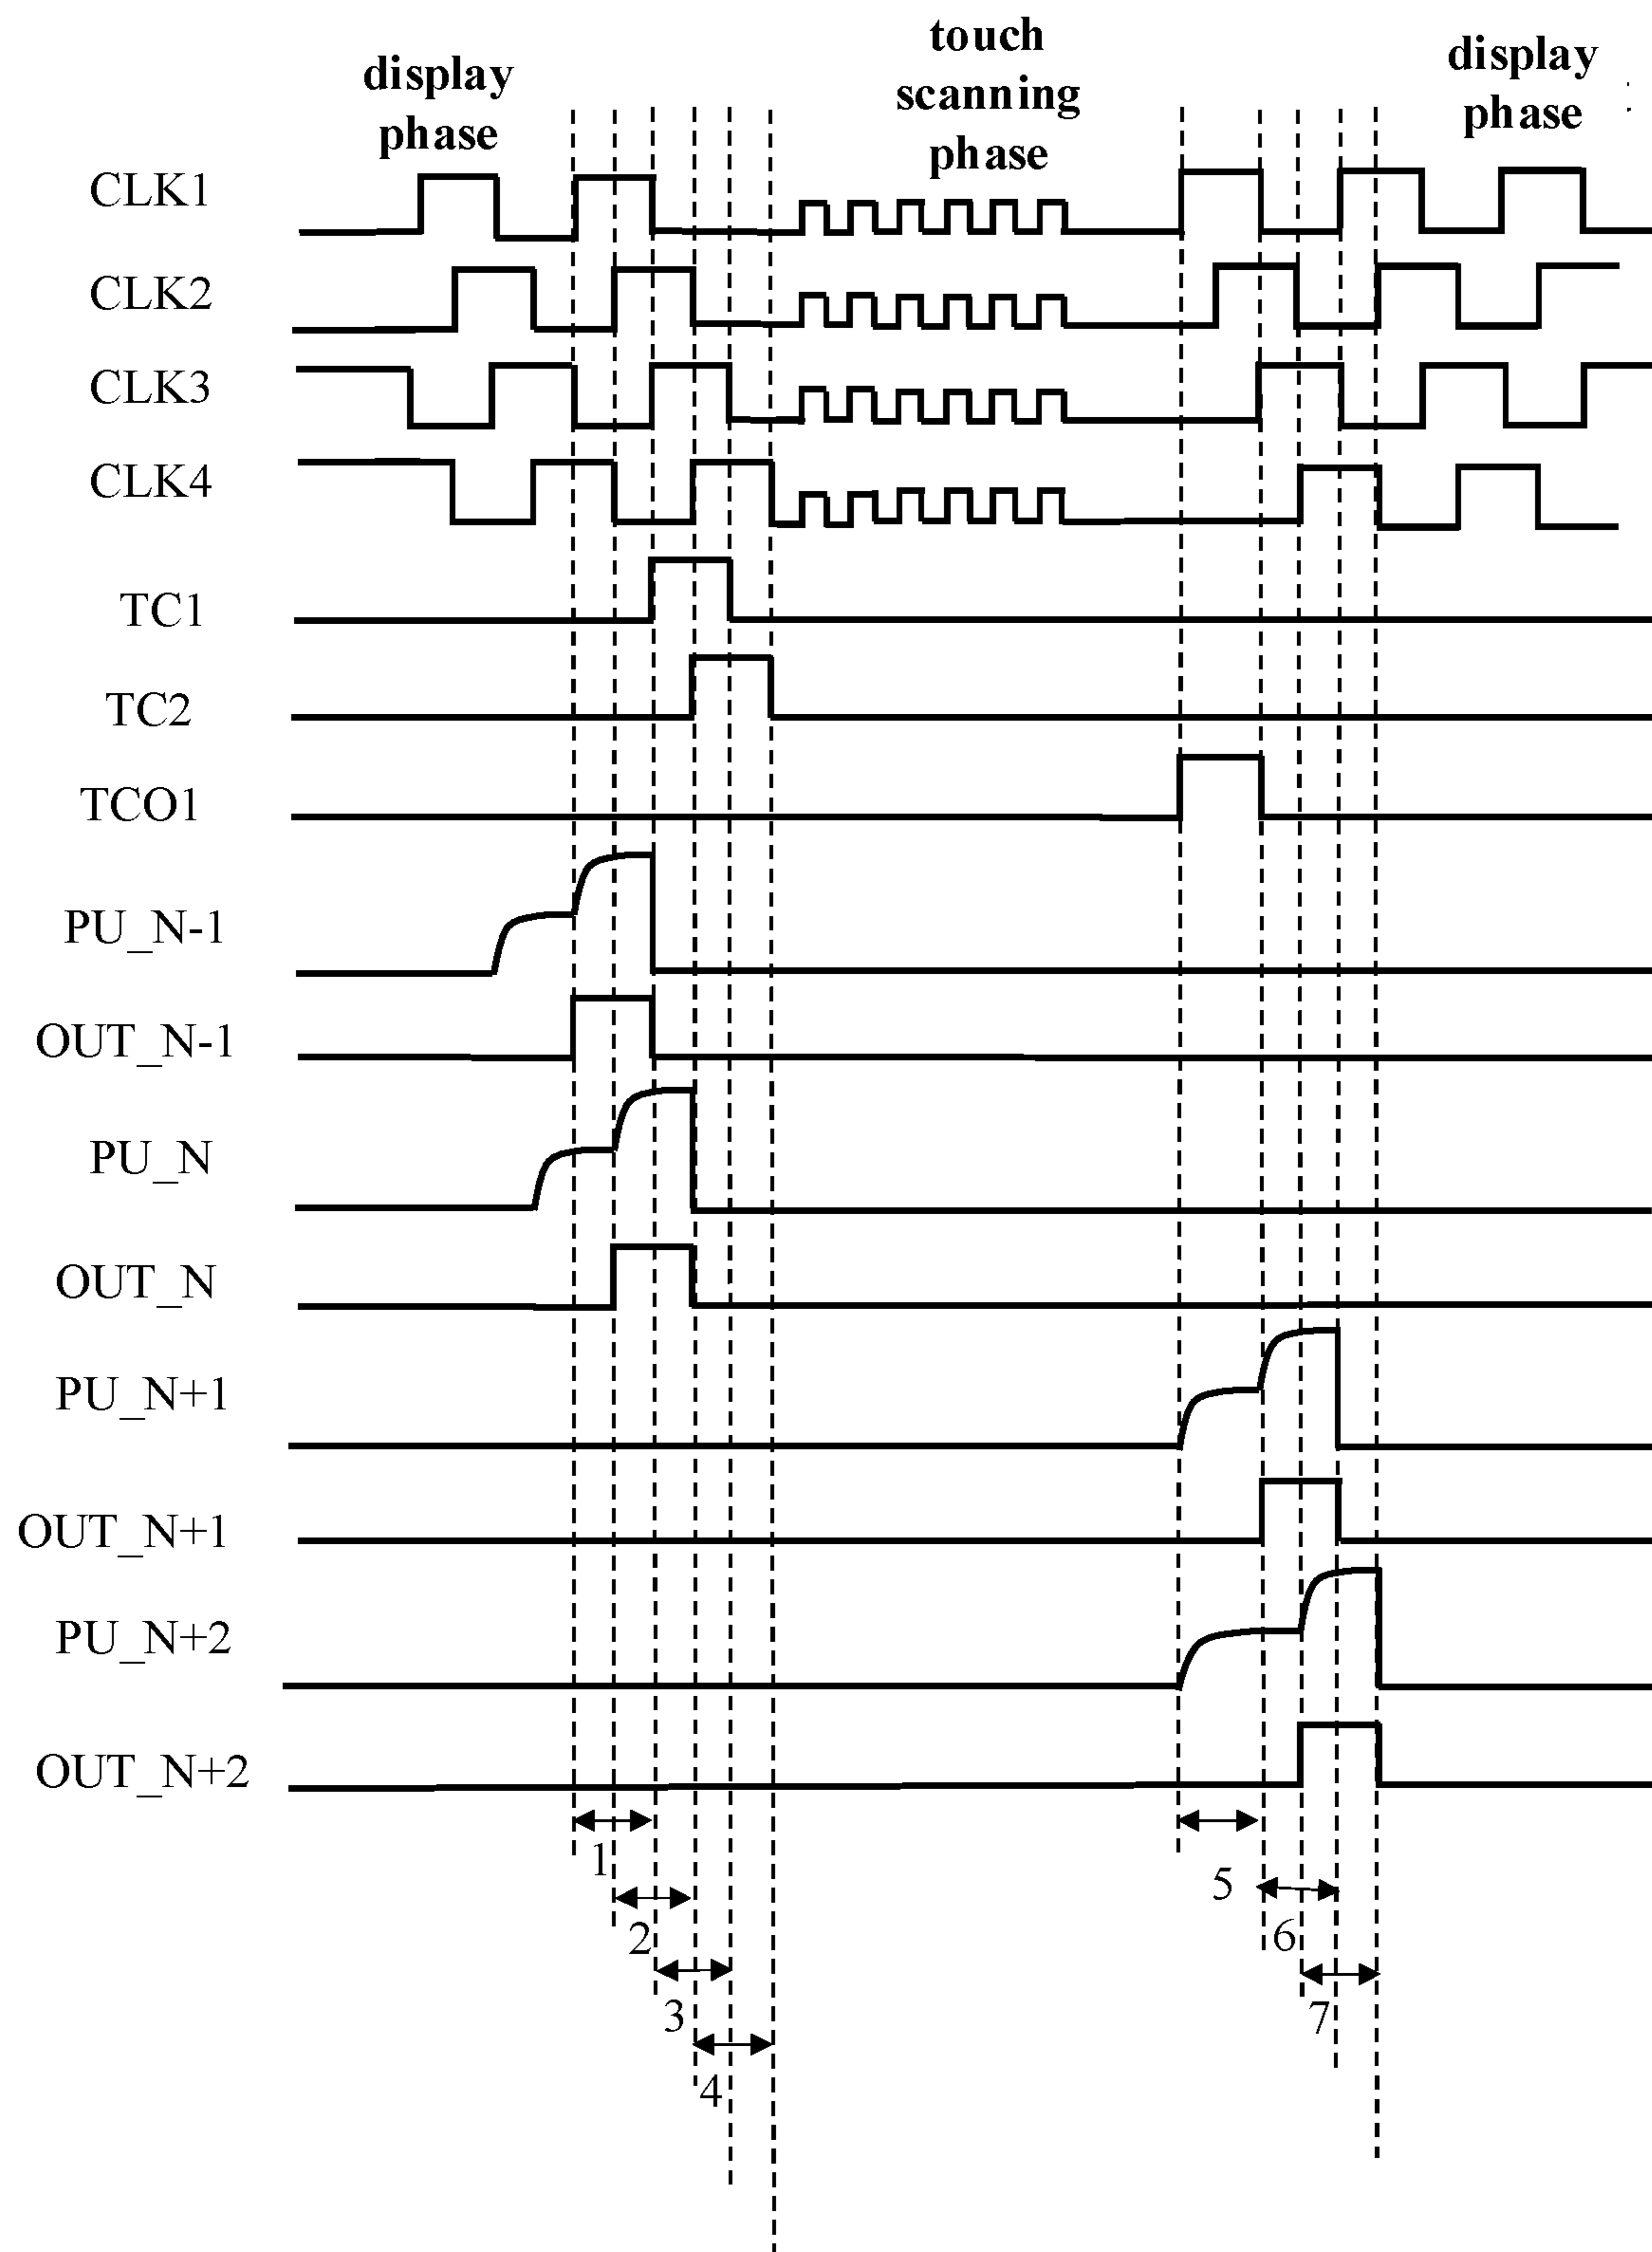 display
phase
touch
scanning
phase
display
phase
CLK1
CLK2
CLK3
CLK4
TC1
TC2
TCO1
PU_N-1
OUT_N-1
PU_N
OUT_N
PU_N+1
OUT_N+1
PU_N+2
OUT_N+2
1
2
3
4
5
6
7